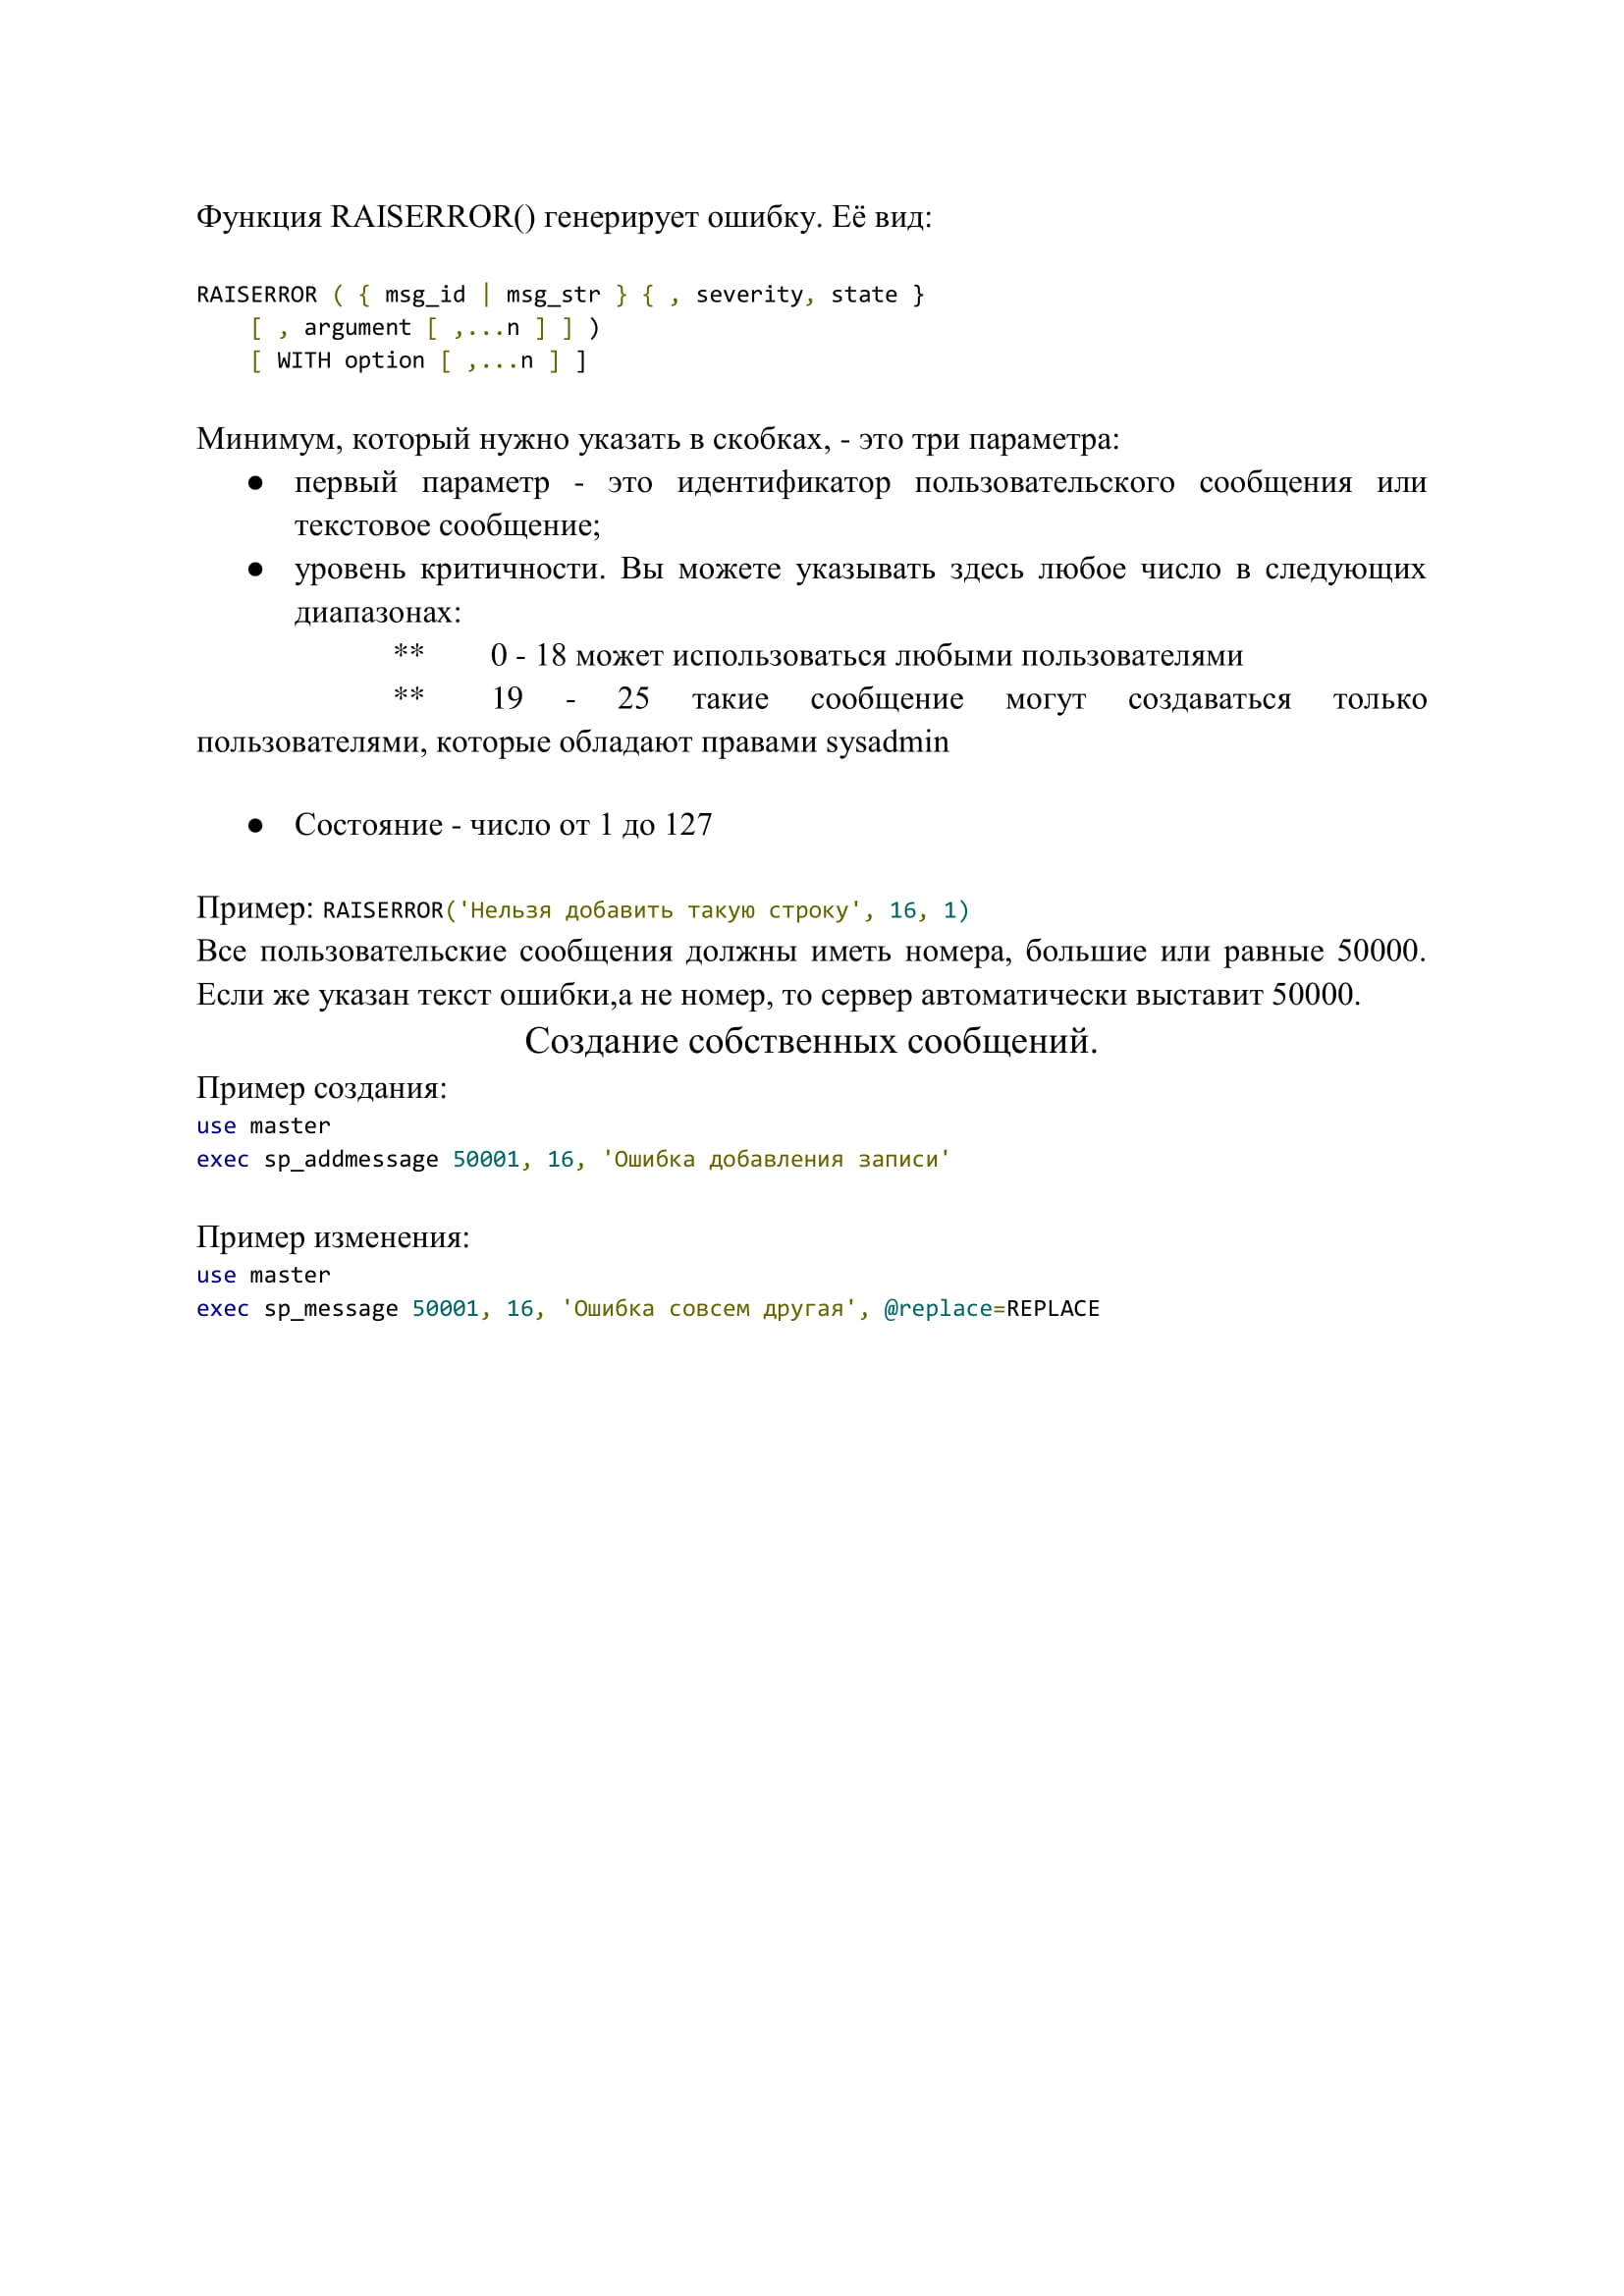 Функция RAISERROR() генерирует ошибку. Её вид:
RAISERROR ( { msg_id | msg_str } { , severity, state }
[ , argument [ ,...n ] ] )
[ WITH option [ ,...n ] ]
Минимум, который нужно указать в скобках, - это три параметра:
● первый параметр - это идентификатор пользовательского сообщения или
текстовое сообщение;
● уровень критичности. Вы можете указывать здесь любое число в следующих
диапазонах:
** 0 - 18 может использоваться любыми пользователями
** 19 - 25 такие сообщение могут создаваться только
пользователями, которые обладают правами sysadmin
● Состояние - число от 1 до 127
Пример: RAISERROR('Нельзя добавить такую строку', 16, 1)
Все пользовательские сообщения должны иметь номера, большие или равные 50000.
Если же указан текст ошибки,а не номер, то сервер автоматически выставит 50000.
Создание собственных сообщений.
Пример создания:
use master
exec sp_addmessage 50001, 16, 'Ошибка добавления записи'
Пример изменения:
use master
exec sp_message 50001, 16, 'Ошибка совсем другая', @replace=REPLACE